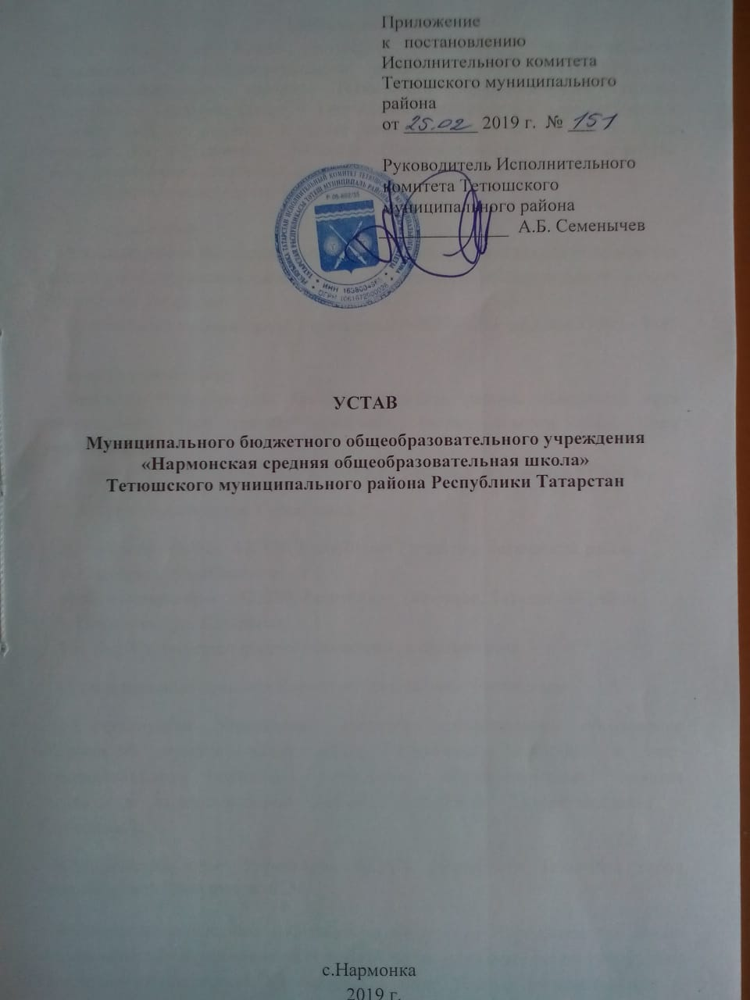 Приложение
к постановлению
Исполнительного комитета
Тетюшского муниципального
района
от 25.02 2019 г. № 151
Руководитель Исполнительного
комитета Тетюшского
муниципального района
А.Б. Семенычев
УСТАВ
Муниципального бюджетного общеобразовательного учреждения
«Нармонская средняя общеобразовательная школа»
Тетюшского муниципального района Республики Татарстан
с.Нармонка
2019 г.